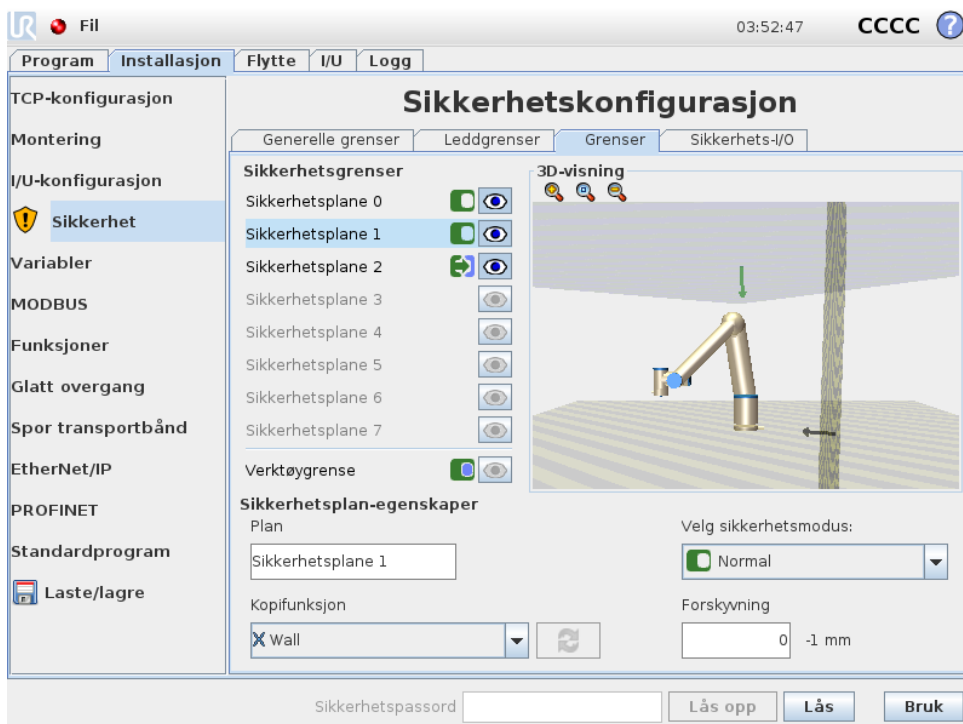 UR Fil 03:52:47 CCCC ?
Program Installasjon Flytte I/U Logg
TCP-konfigurasjon
Montering
I/U-konfigurasjon
Sikkerhet
Variabler
MODBUS
Funksjoner
Glatt overgang
Spor transportbånd
EtherNet/IP
PROFINET
Standardprogram
Laste/lagre
Sikkerhetskonfigurasjon
Generelle grenser Leddgrenser Grenser Sikkerhets-I/O
Sikkerhetsgrenser
Sikkerhetsplane 0
Sikkerhetsplane 1
Sikkerhetsplane 2
Sikkerhetsplane 3
Sikkerhetsplane 4
Sikkerhetsplane 5
Sikkerhetsplane 6
Sikkerhetsplane 7
Verktøygrense
3D-visning
Sikkerhetsplan-egenskaper
Plan
Sikkerhetsplane 1
Kopifunksjon
Wall
Velg sikkerhetsmodus:
Normal
Forskyvning
0 -1 mm
Sikkerhetspassord Lås opp Lås Bruk